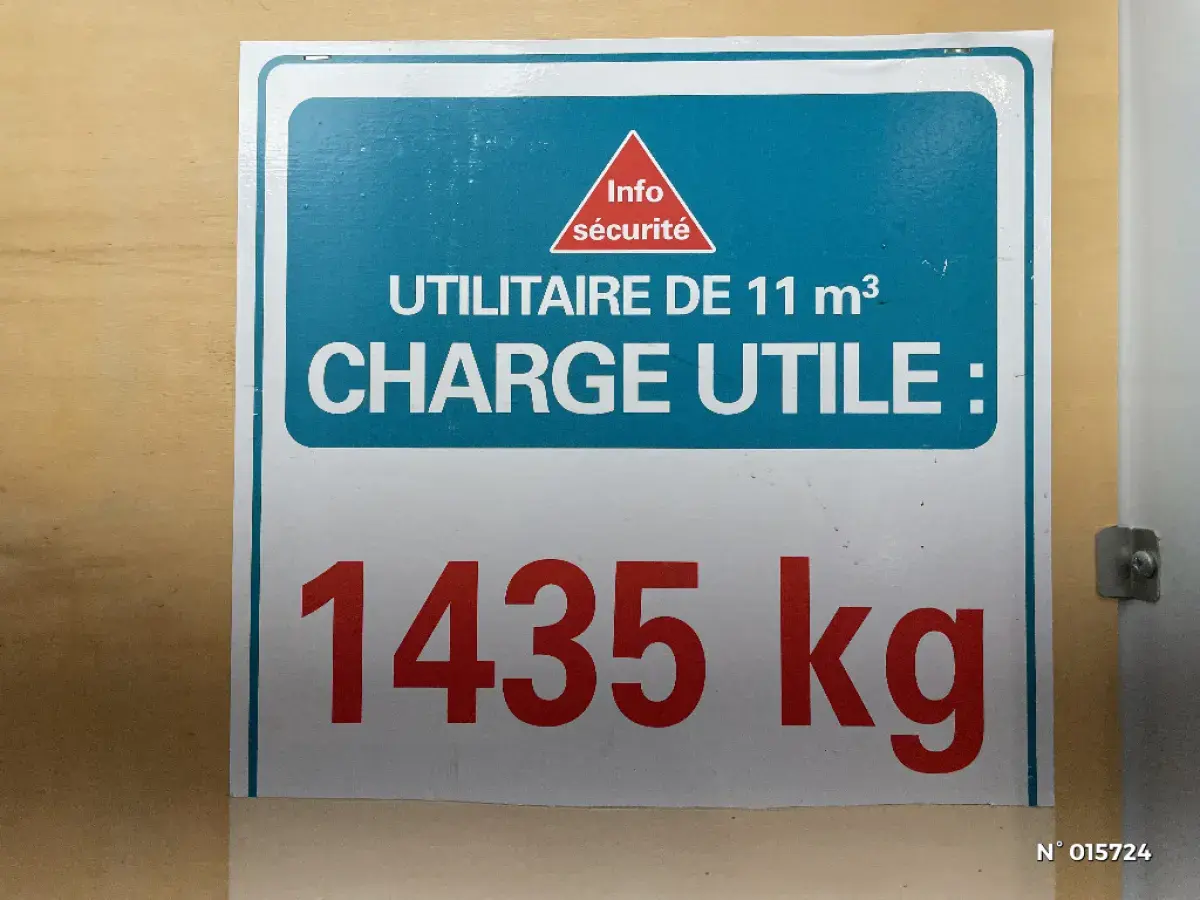 Info
sécurité
UTILITAIRE DE 11 m³
CHARGE UTILE :
1435 kg
N° 015724